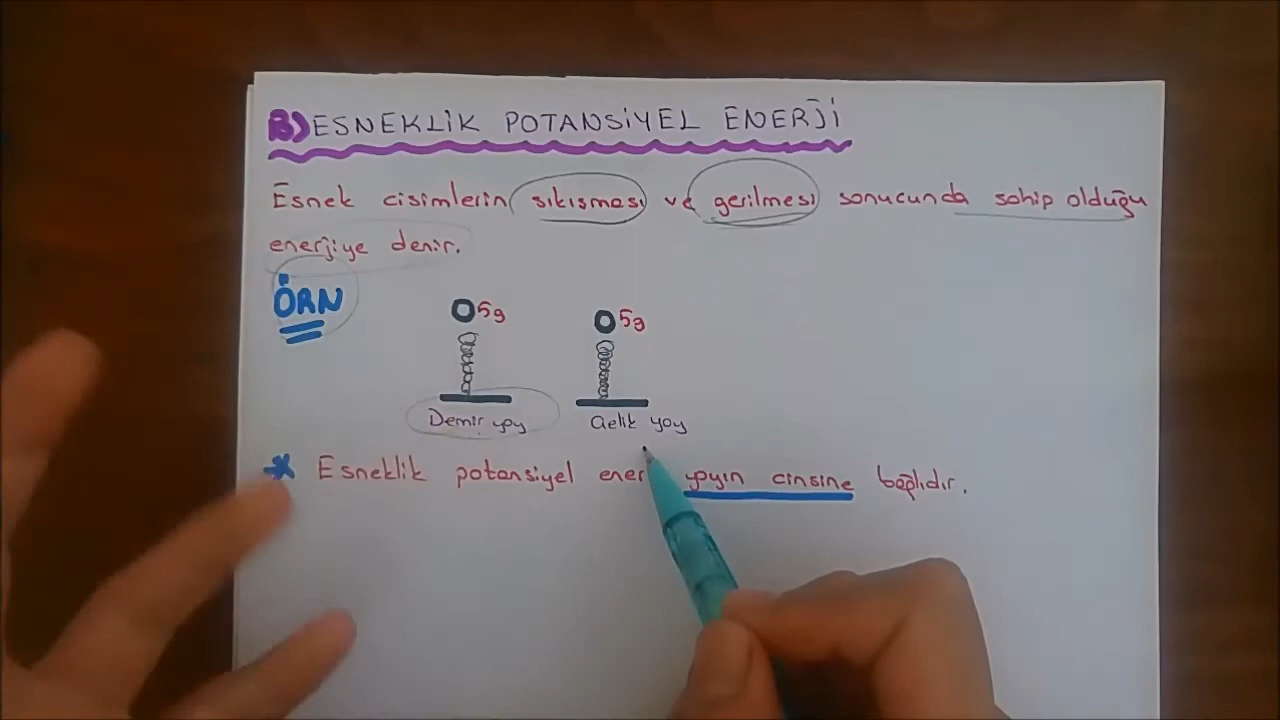 B) ESNEKLİK POTANSİYEL ENERJİ
Esnek cisimlerin sıkışması ve gerilmesi sonucunda sahip olduğu
enerjiye denir.
ÖRN
5g 5g
Demir yay Çelik yay
* Esneklik potansiyel ener yayın cinsine bağlıdır.